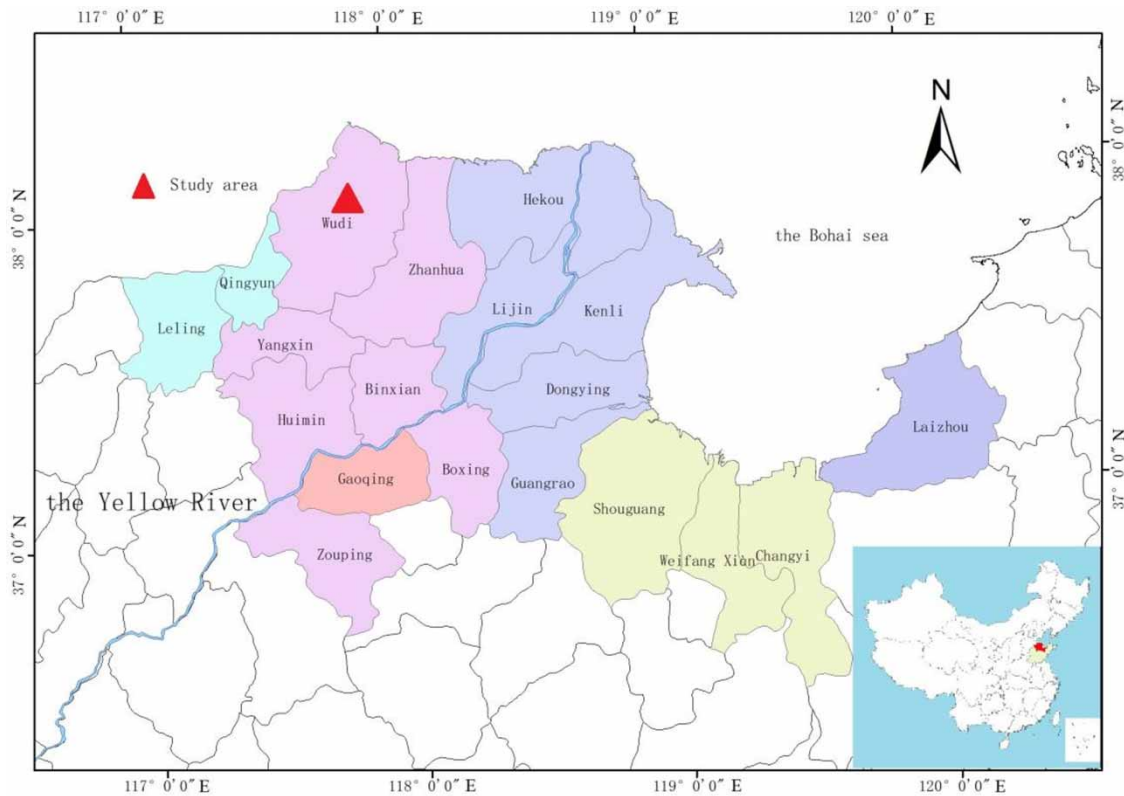 117° 0'0″ E
118° 0'0″ E
119° 0'0″ E
120° 0'0″ E
N
38° 0'0″ N
38° 0'0″ N
Study area
Wudi
Hekou
the Bohai sea
Zhanhua
Qingyun
Lijin
Kenli
Leling
Yangxin
Binxian
Dongying
Huimin
Laizhou
Boxing
Gaoqing
Guangrao
37° 0'0″ N
the Yellow River
Shouguang
37° 0'0″ N
Zouping
Weifang Xian
Changyi
117° 0'0″ E
118° 0'0″ E
119° 0'0″ E
120° 0'0″ E